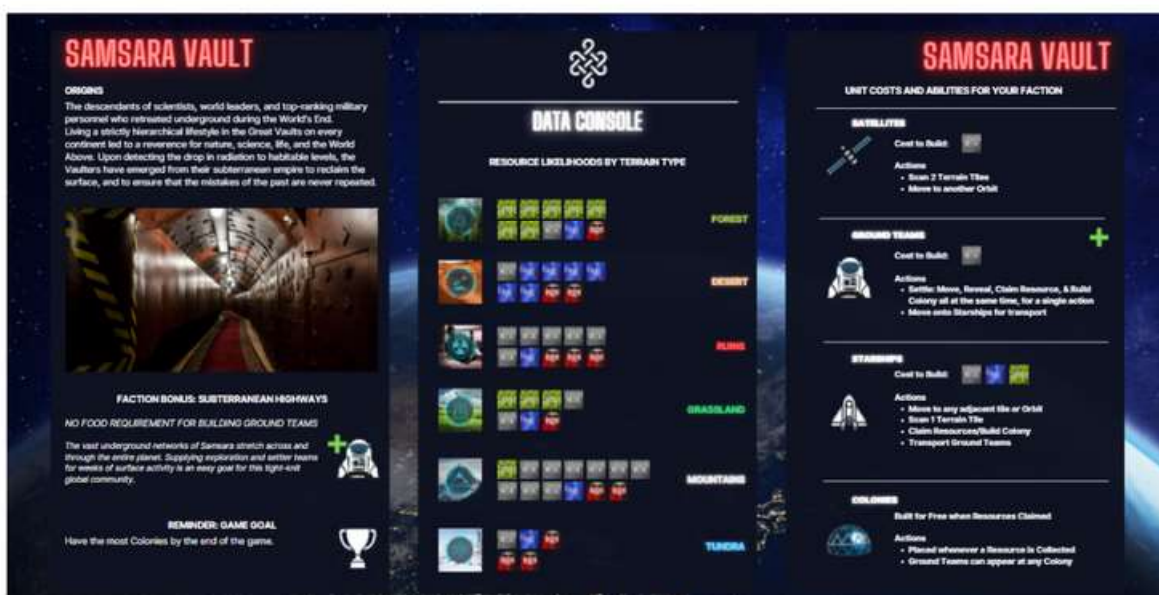 SAMSARA VAULT
ORIGINS
The descendants of scientists, world leaders, and top-ranking military
personnel who retreated underground during the World's End.
Living a strictly hierarchical lifestyle in the Great Vaults on every
continent led to a reverence for nature, science, life, and the World
Above. Upon detecting the drop in radiation to habitable levels, the
Vaulters have emerged from their subterranean empire to reclaim the
surface, and to ensure that the mistakes of the past are never repeated.
FACTION BONUS: SUBTERRANEAN HIGHWAYS
NO FOOD REQUIREMENT FOR BUILDING GROUND TEAMS
The vast underground networks of Samsara stretch across and
through the entire planet. Supplying exploration and settler teams
for weeks of surface activity is an easy goal for this tight-knit
global community.
REMINDER: GAME GOAL
Have the most Colonies by the end of the game.
DATA CONSOLE
RESOURCE LIKELIHOODS BY TERRAIN TYPE
FOREST
DESERT
RUINS
GRASSLAND
MOUNTAINS
TUNDRA
SAMSARA VAULT
UNIT COSTS AND ABILITIES FOR YOUR FACTION
SATELLITES
Cost to Build:
Actions
• Scan 2 Terrain Tiles
• Move to another Orbit
GROUND TEAMS
Cost to Build:
Actions
• Settle: Move, Reveal, Claim Resource, & Build
Colony all at the same time, for a single action
• Move onto Starships for transport
STARSHIPS
Cost to Build:
Actions
• Move to any adjacent tile or Orbit
• Scan 1 Terrain Tile
• Claim Resources/Build Colony
• Transport Ground Teams
COLONIES
Built for Free when Resources Claimed
Actions
• Placed whenever a Resource is Collected
• Ground Teams can appear at any Colony